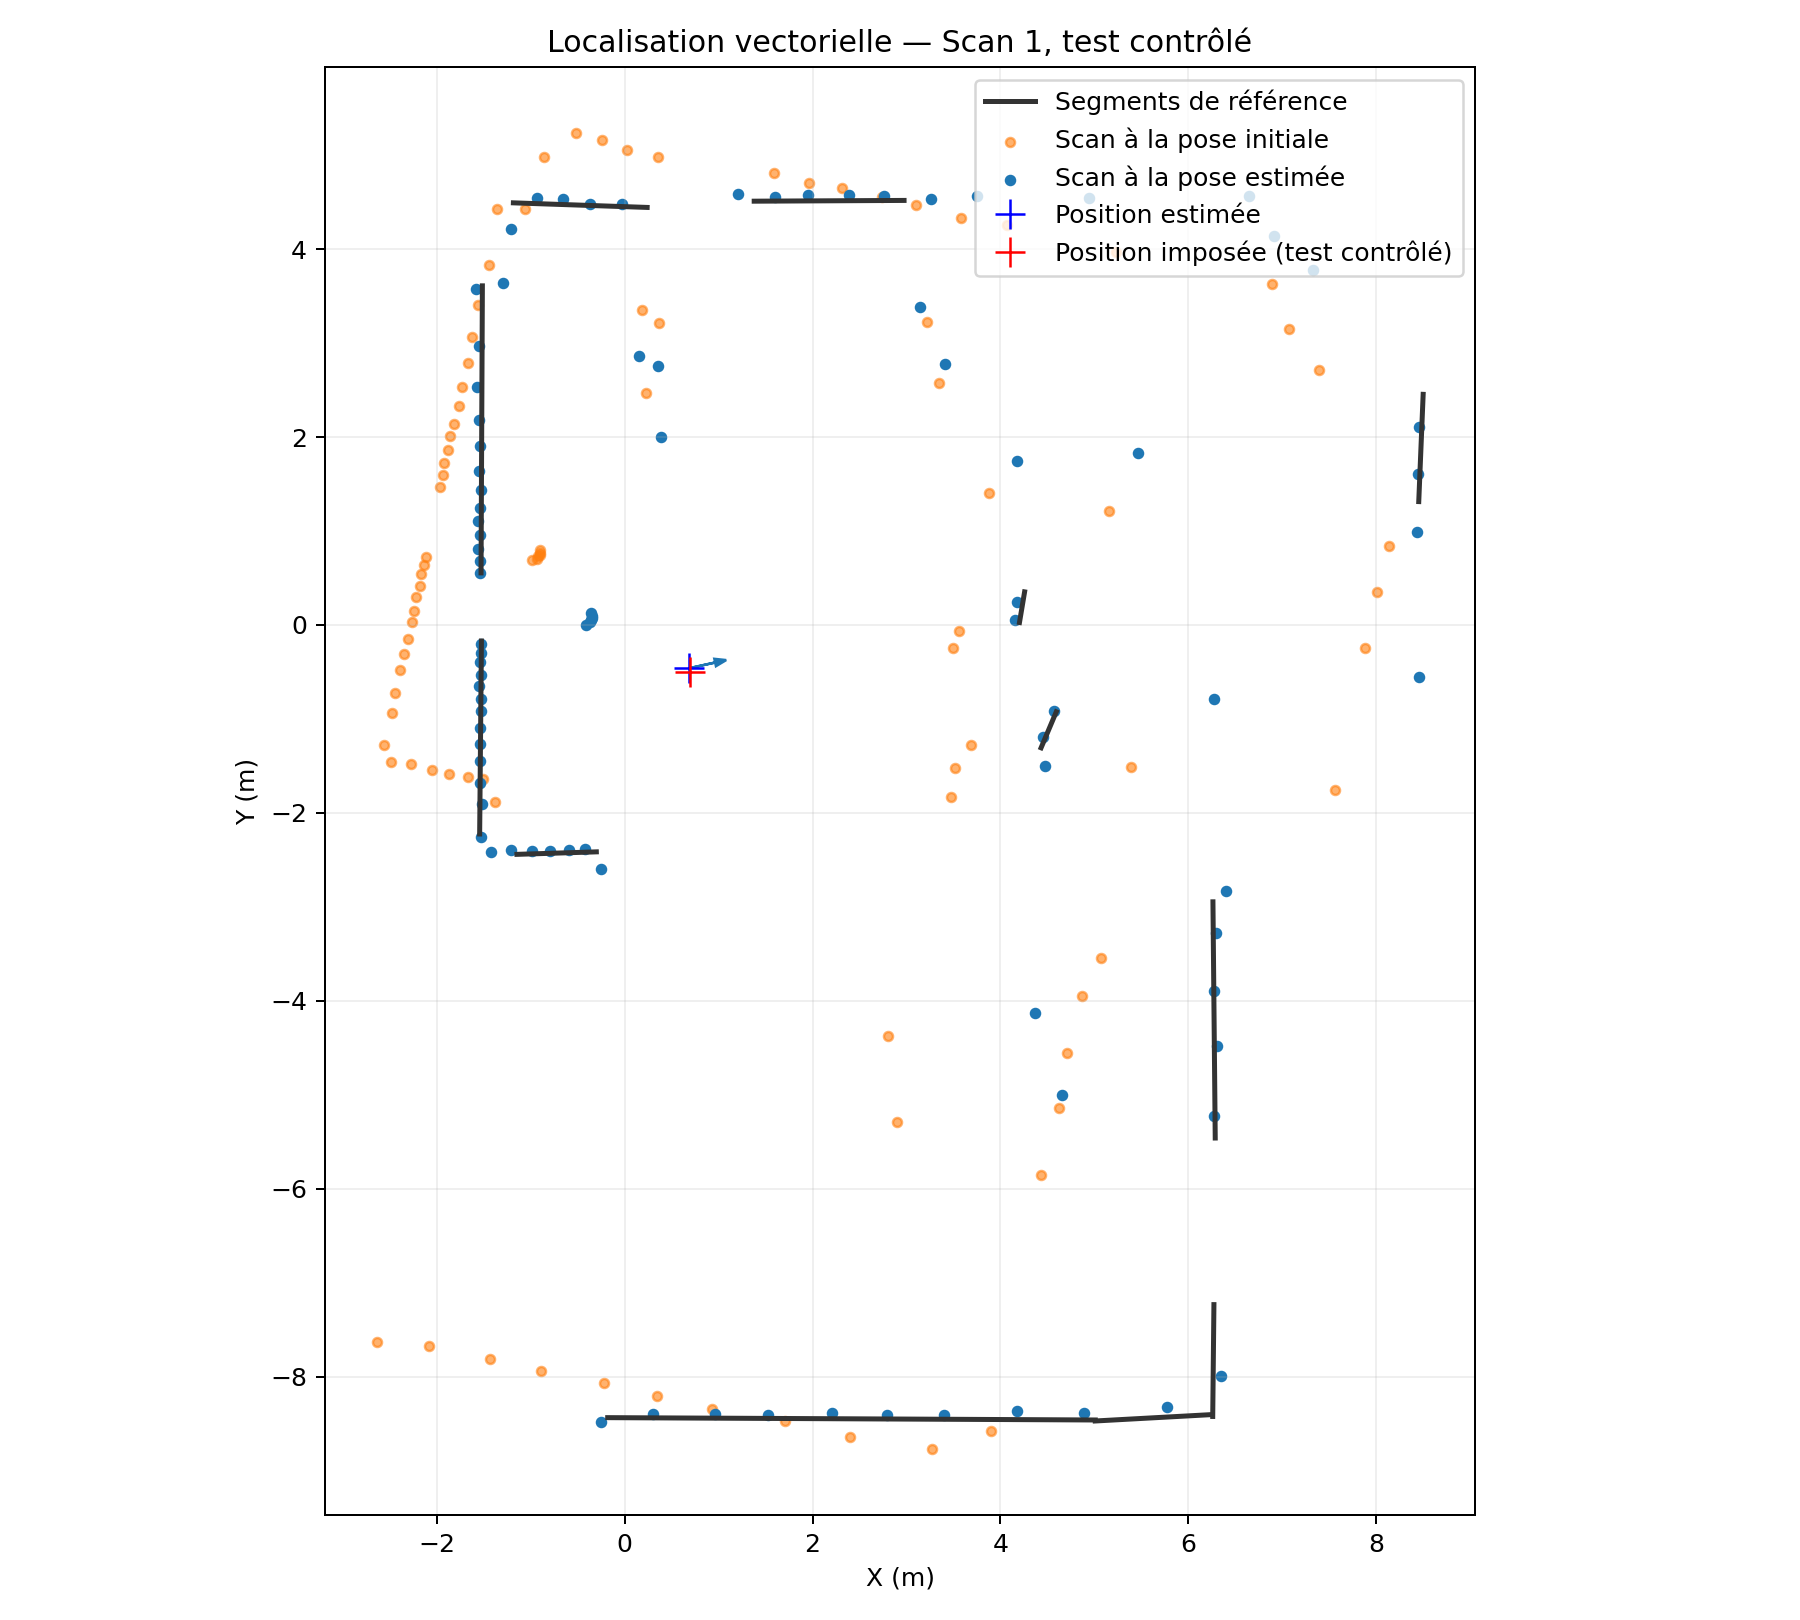 Localisation vectorielle — Scan 1, test contrôlé
Segments de référence
Scan à la pose initiale
Scan à la pose estimée
Position estimée
Position imposée (test contrôlé)
4
2
0
−2
−4
−6
−8
Y (m)
−2 0 2 4 6 8
X (m)